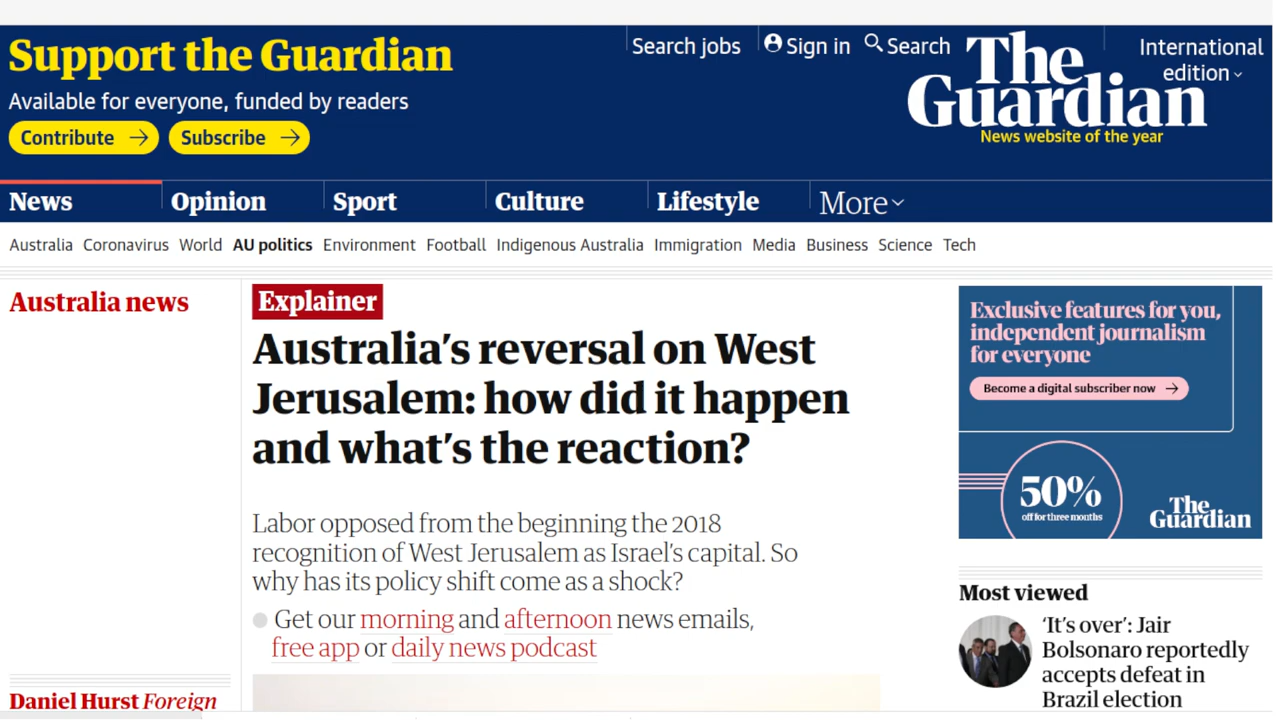 Support the Guardian
Available for everyone, funded by readers
Contribute
Subscribe
Search jobs
Sign in
Search
The
Guardian
News website of the year
International
edition
News
Opinion
Sport
Culture
Lifestyle
More
Australia Coronavirus World AU politics Environment Football Indigenous Australia Immigration Media Business Science Tech
Australia news
Explainer
Australia's reversal on West
Jerusalem: how did it happen
and what's the reaction?
Labor opposed from the beginning the 2018
recognition of West Jerusalem as Israel's capital. So
why has its policy shift come as a shock?
Get our morning and afternoon news emails,
free app or daily news podcast
Daniel Hurst Foreign
Exclusive features for you,
independent journalism
for everyone
Become a digital subscriber now
50%
off for three months
The
Guardian
Most viewed
'It's over': Jair
Bolsonaro reportedly
accepts defeat in
Brazil election